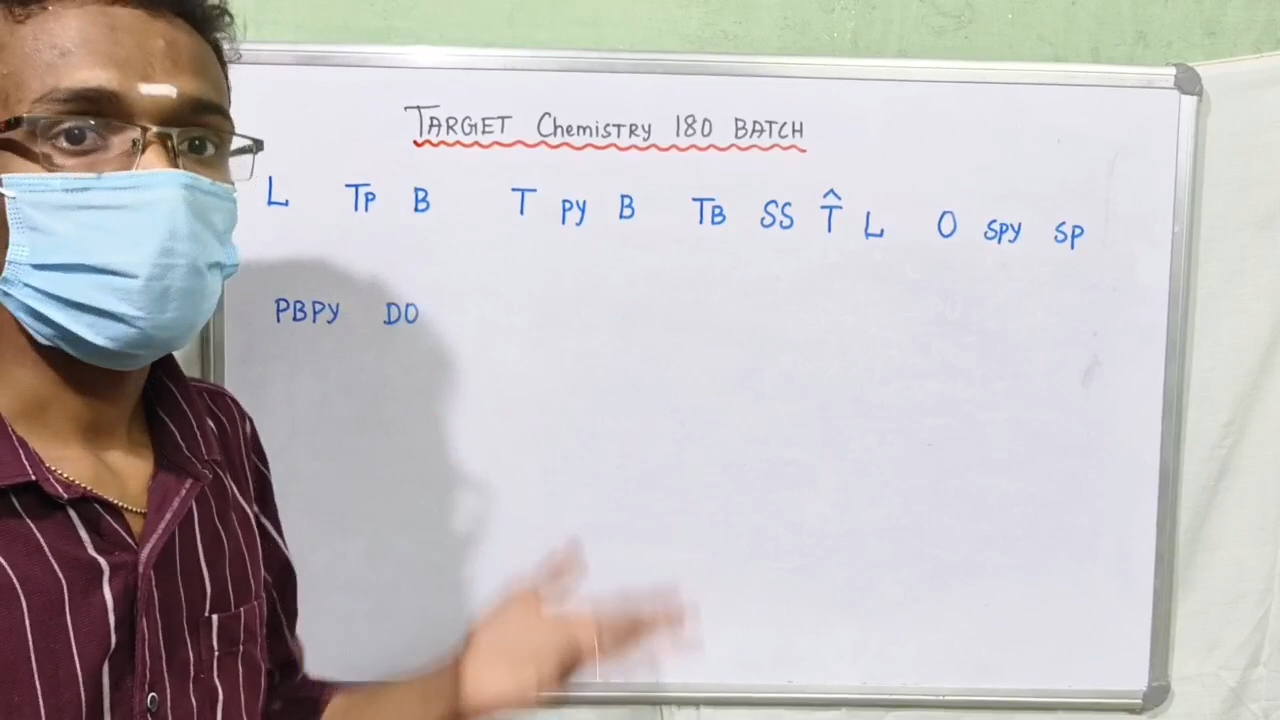 TARGET Chemistry 180 BATCH
L TP B T PY B TB SS T̂ L O SPY SP
PBPY DO